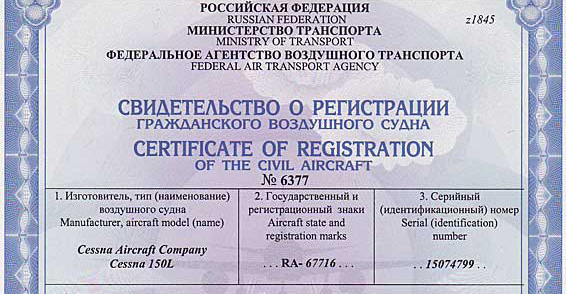 РОССИЙСКАЯ ФЕДЕРАЦИЯ
RUSSIAN FEDERATION
z1845
МИНИСТЕРСТВО ТРАНСПОРТА
MINISTRY OF TRANSPORT
ФЕДЕРАЛЬНОЕ АГЕНТСТВО ВОЗДУШНОГО ТРАНСПОРТА
FEDERAL AIR TRANSPORT AGENCY
СВИДЕТЕЛЬСТВО О РЕГИСТРАЦИИ
ГРАЖДАНСКОГО ВОЗДУШНОГО СУДНА
CERTIFICATE OF REGISTRATION
OF THE CIVIL AIRCRAFT
№ 6377
1. Изготовитель, тип (наименование)
воздушного судна
Manufacturer, aircraft model (name)
Cessna Aircraft Company
Cessna 150L
2. Государственный и
регистрационный знаки
Aircraft state and
registration marks
. . . RA- 67716 . . .
3. Серийный
(идентификационный) номер
Serial (identification)
number
. . 15074799 . .